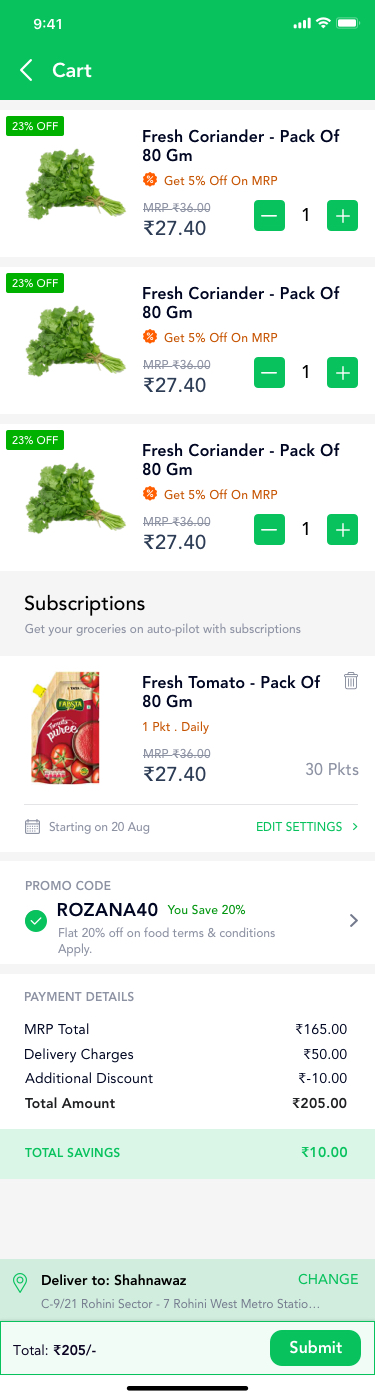 9:41
Cart
23% OFF
Fresh Coriander - Pack Of
80 Gm
Get 5% Off On MRP
MRP ₹36.00
₹27.40
1
23% OFF
Fresh Coriander - Pack Of
80 Gm
Get 5% Off On MRP
MRP ₹36.00
₹27.40
1
23% OFF
Fresh Coriander - Pack Of
80 Gm
Get 5% Off On MRP
MRP ₹36.00
₹27.40
1
Subscriptions
Get your groceries on auto-pilot with subscriptions
Fresh Tomato - Pack Of
80 Gm
Tomato
puree
1 Pkt . Daily
MRP ₹36.00
₹27.40
30 Pkts
Starting on 20 Aug
EDIT SETTINGS
PROMO CODE
ROZANA40 You Save 20%
Flat 20% off on food terms & conditions
Apply.
PAYMENT DETAILS
MRP Total ₹165.00
Delivery Charges ₹50.00
Additional Discount ₹-10.00
Total Amount ₹205.00
TOTAL SAVINGS ₹10.00
Deliver to: Shahnawaz CHANGE
C-9/21 Rohini Sector - 7 Rohini West Metro Statio...
Total: ₹205/- Submit